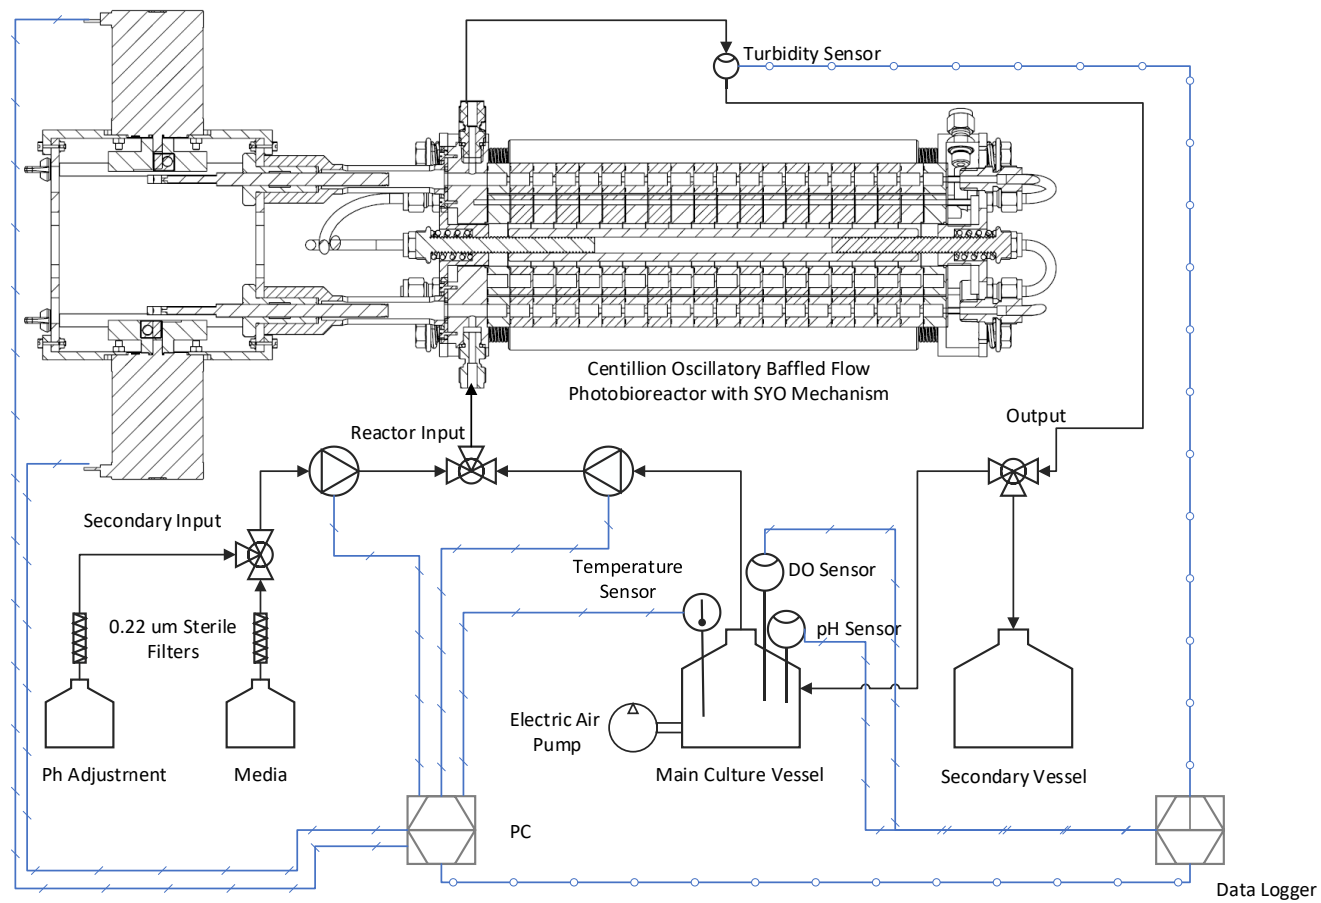 Turbidity Sensor
Centillion Oscillatory Baffled Flow
Photobioreactor with SYO Mechanism
Output
Reactor Input
Secondary Input
Temperature
Sensor
DO Sensor
0.22 um Sterile
Filters
pH Sensor
Electric Air
Pump
Ph Adjustment
Media
Main Culture Vessel
Secondary Vessel
PC
Data Logger